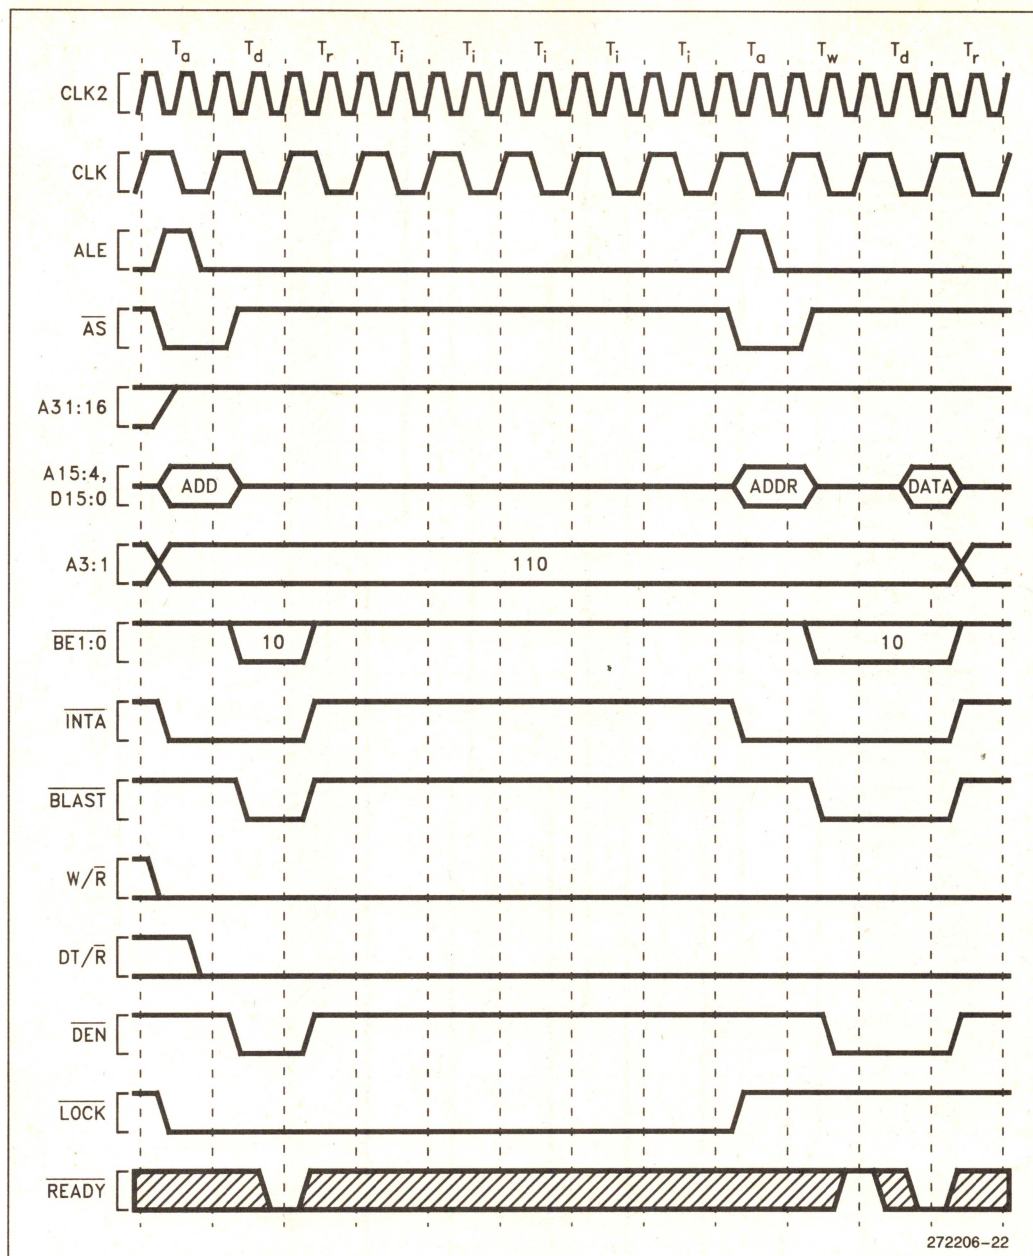 Ta Td Tr Ti Ti Ti Ti Ti Ta Tw Td Tr
CLK2
CLK
ALE
AS
A31:16
A15:4,
D15:0
ADD ADDR DATA
A3:1 110
BE1:0 10 10
INTA
BLAST
W/R
DT/R
DEN
LOCK
READY
272206-22